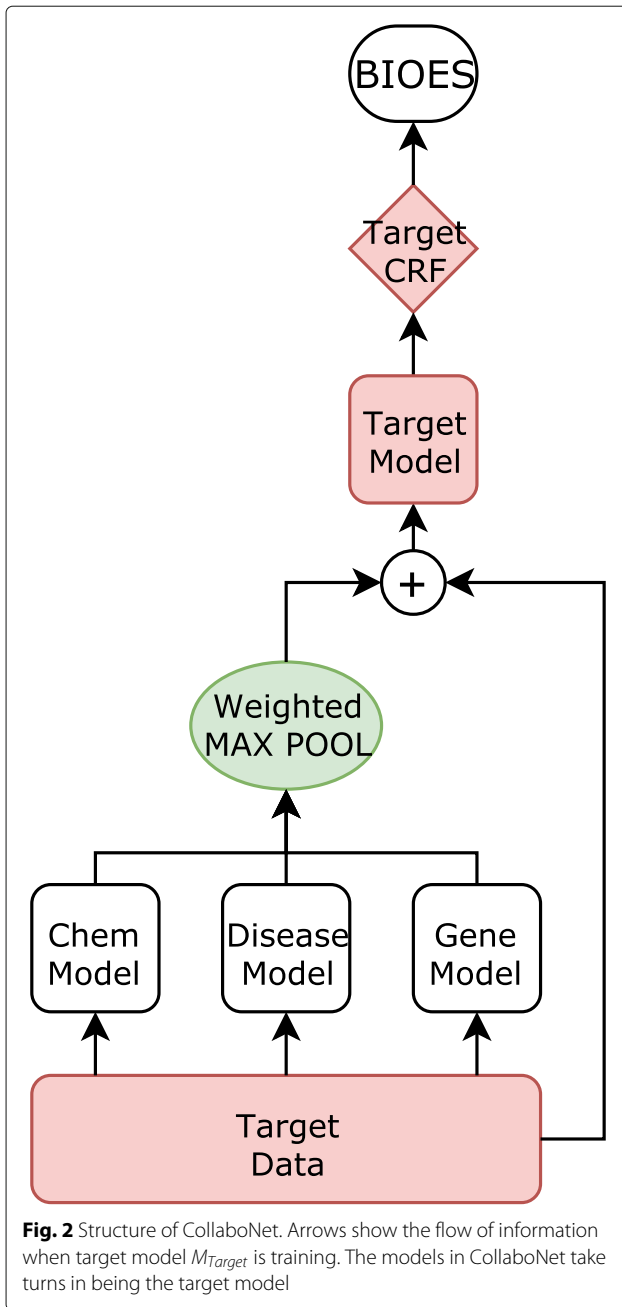 BIOES
Target
CRF
Target
Model
+
Weighted
MAX POOL
Chem
Model
Disease
Model
Gene
Model
Target
Data
Fig. 2 Structure of CollaboNet. Arrows show the flow of information
when target model M_Target is training. The models in CollaboNet take
turns in being the target model